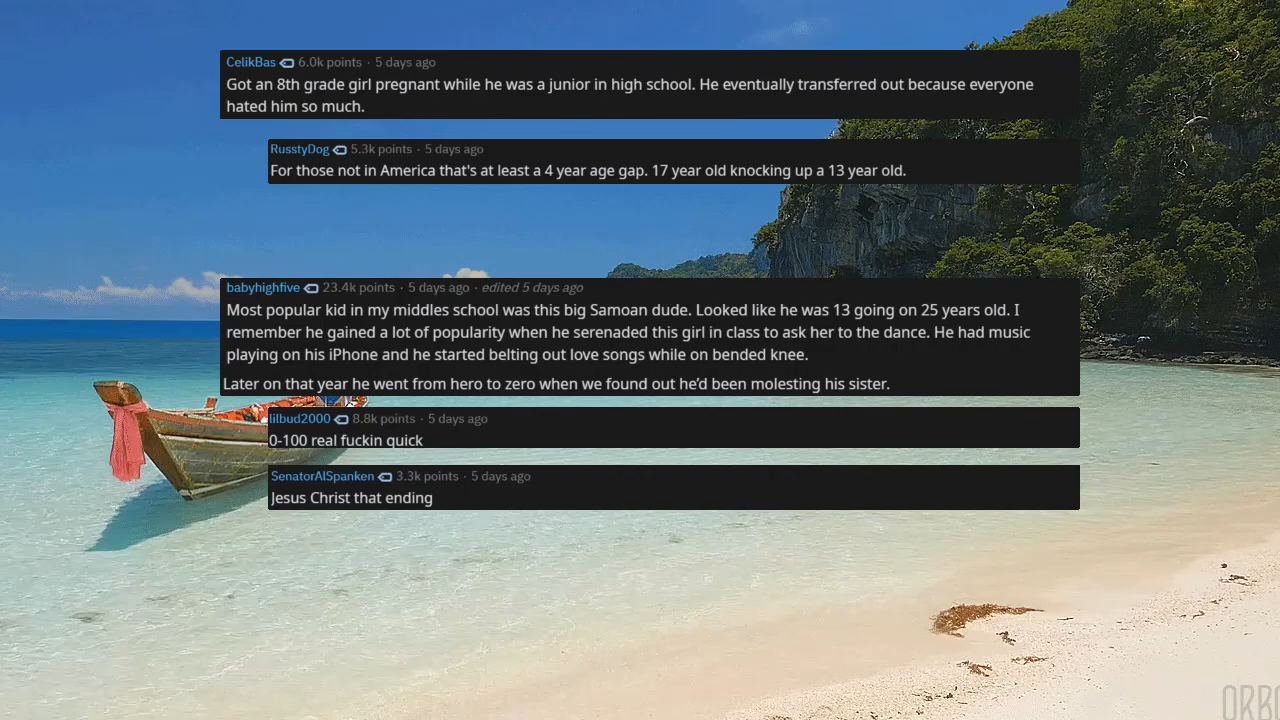 CelikBas 6.0k points · 5 days ago
Got an 8th grade girl pregnant while he was a junior in high school. He eventually transferred out because everyone
hated him so much.
RusstyDog 5.3k points · 5 days ago
For those not in America that's at least a 4 year age gap. 17 year old knocking up a 13 year old.
babyhighfive 23.4k points · 5 days ago · edited 5 days ago
Most popular kid in my middles school was this big Samoan dude. Looked like he was 13 going on 25 years old. I
remember he gained a lot of popularity when he serenaded this girl in class to ask her to the dance. He had music
playing on his iPhone and he started belting out love songs while on bended knee.
Later on that year he went from hero to zero when we found out he’d been molesting his sister.
lilbud2000 8.8k points · 5 days ago
0-100 real fuckin quick
SenatorAlSpanken 3.3k points · 5 days ago
Jesus Christ that ending